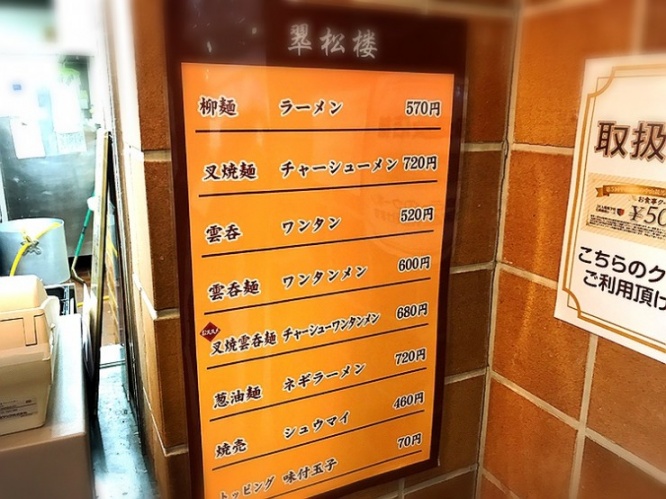 翠松楼
柳麺 ラーメン 570円
叉焼麺 チャーシューメン 720円
雲呑 ワンタン 520円
雲呑麺 ワンタンメン 600円
叉焼雲呑麺 チャーシューワンタンメン 680円
葱油麺 ネギラーメン 720円
焼売 シュウマイ 460円
トッピング 味付玉子 70円
取扱
お食事
¥50
こちらのク
ご利用頂け